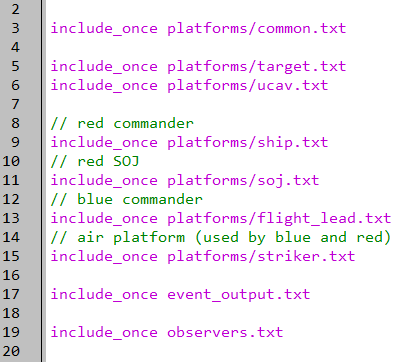 2
3 include_once platforms/common.txt
4
5 include_once platforms/target.txt
6 include_once platforms/ucav.txt
7
8 // red commander
9 include_once platforms/ship.txt
10 // red SOJ
11 include_once platforms/soj.txt
12 // blue commander
13 include_once platforms/flight_lead.txt
14 // air platform (used by blue and red)
15 include_once platforms/striker.txt
16
17 include_once event_output.txt
18
19 include_once observers.txt
20